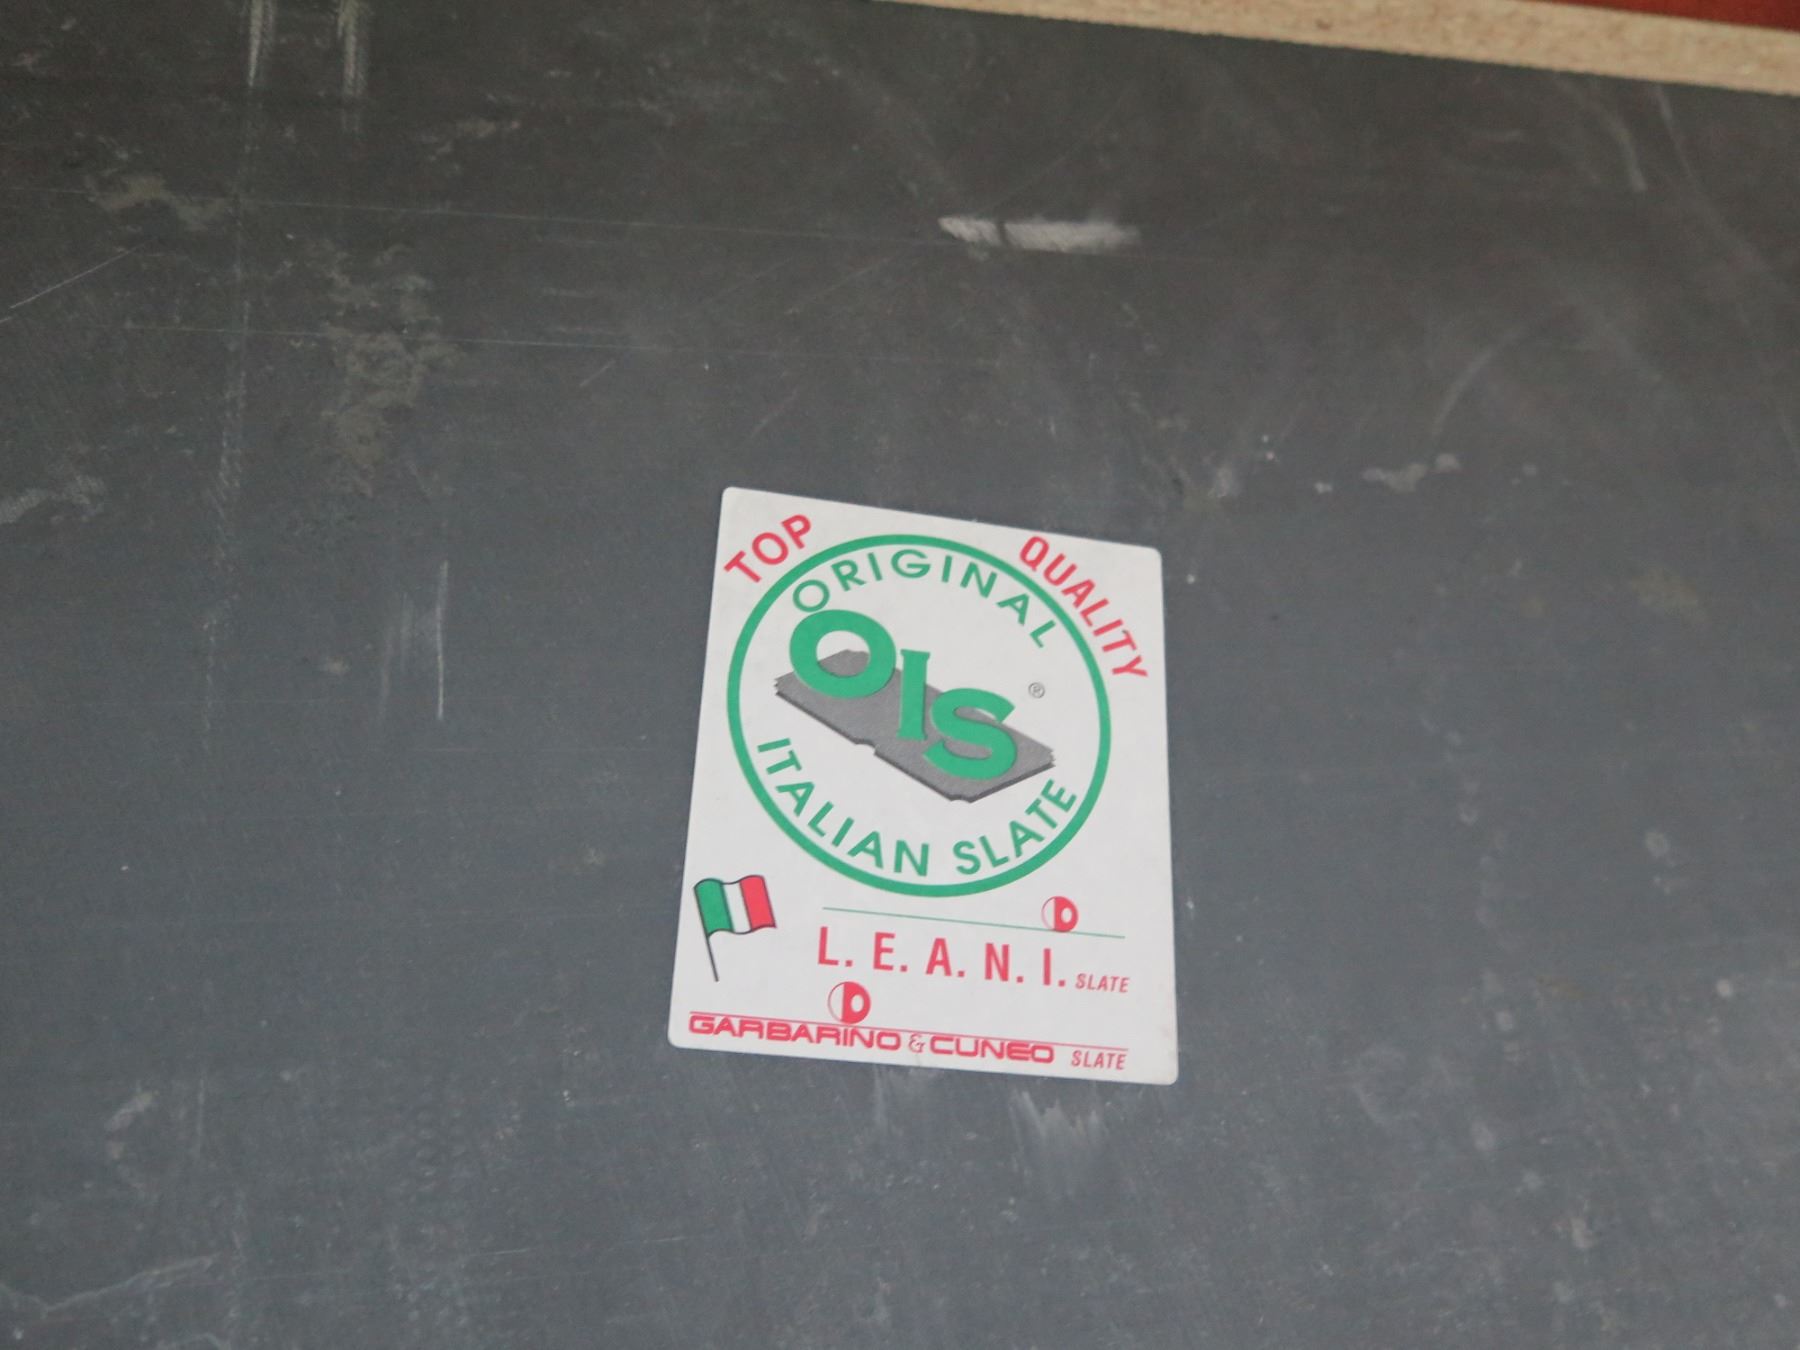 TOP QUALITY
ORIGINAL
OIS ®
ITALIAN SLATE
L. E. A. N. I. SLATE
GARBARINO & CUNEO SLATE